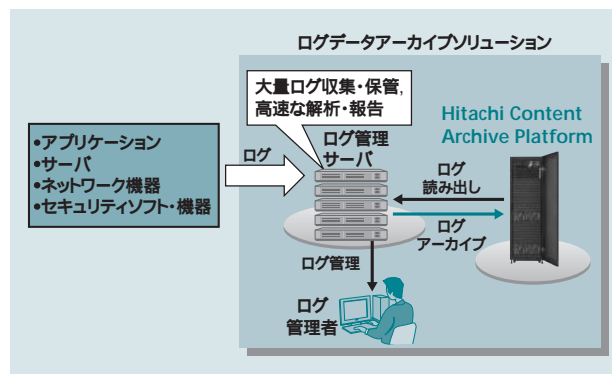 ログデータアーカイブソリューション
大量ログ収集・保管,
高速な解析・報告
Hitachi Content
Archive Platform
•アプリケーション
•サーバ
•ネットワーク機器
•セキュリティソフト・機器
ログ
ログ管理
サーバ
ログ
読み出し
ログ
アーカイブ
ログ管理
ログ
管理者